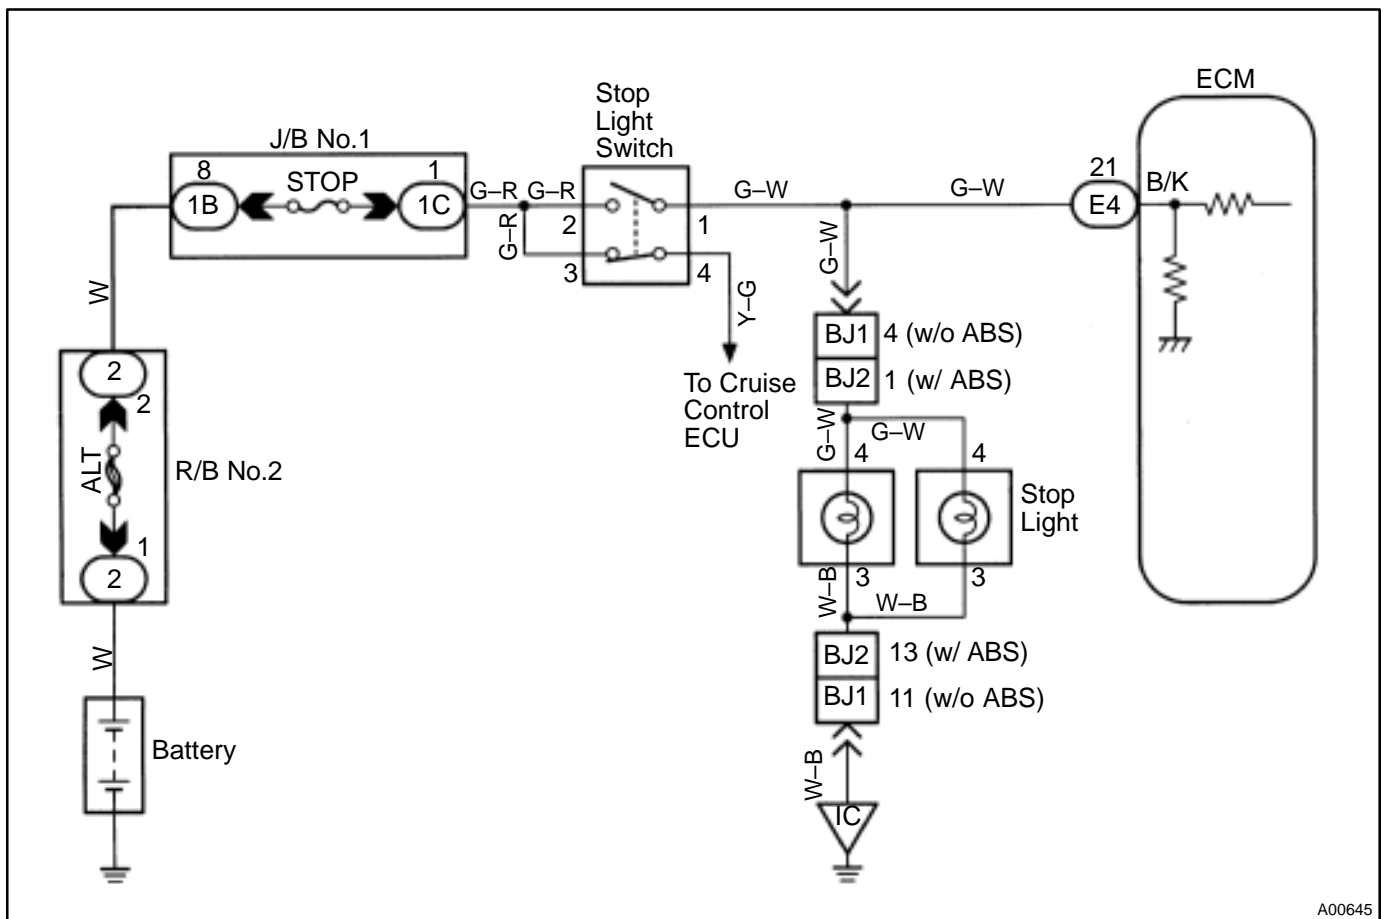 ECM
Stop
Light
Switch
J/B No.1
8
STOP
1
1B
1C
G–R
G–R
G–R
2
3
1
4
G–W
G–W
21
E4
B/K
W
G–W
Y–G
To Cruise
Control
ECU
BJ1
4 (w/o ABS)
BJ2
1 (w/ ABS)
2
2
ALT
R/B No.2
1
2
G–W
G–W
4
4
Stop
Light
3
3
W–B
W–B
W
BJ2
13 (w/ ABS)
BJ1
11 (w/o ABS)
Battery
W–B
IC
A00645